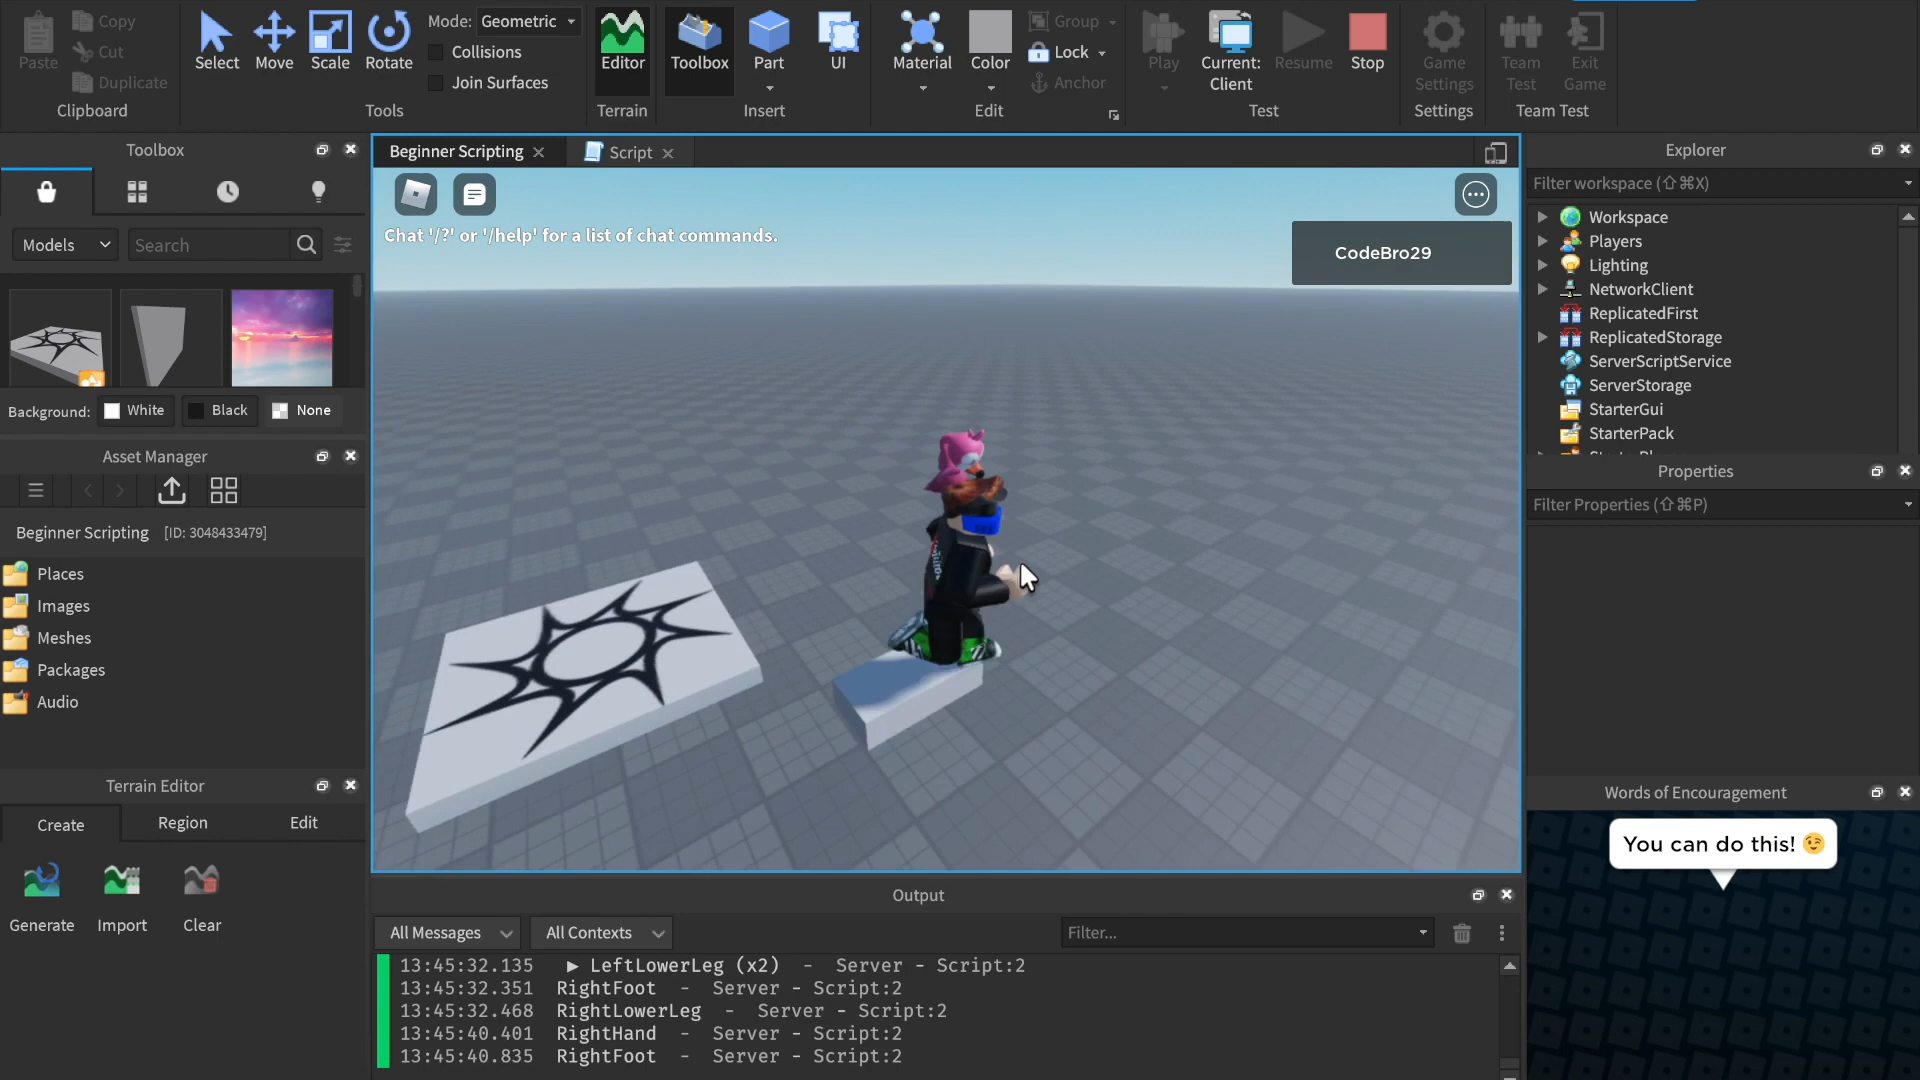 Paste
Copy
Cut
Duplicate
Clipboard
Select
Move
Scale
Rotate
Mode: Geometric
Collisions
Join Surfaces
Tools
Editor
Terrain
Toolbox
Part
UI
Insert
Material
Color
Group
Lock
Anchor
Edit
Play
Current:
Client
Resume
Stop
Test
Game
Settings
Settings
Team
Test
Exit
Game
Team Test
Toolbox
Models
Search
Background: White Black None
Asset Manager
Beginner Scripting [ID: 3048433479]
Places
Images
Meshes
Packages
Audio
Terrain Editor
Create Region Edit
Generate Import Clear
Beginner Scripting
Script
Chat '/?' or '/help' for a list of chat commands.
CodeBro29
Output
All Messages All Contexts Filter...
13:45:32.135 ▶ LeftLowerLeg (x2) - Server - Script:2
13:45:32.351 RightFoot - Server - Script:2
13:45:32.468 RightLowerLeg - Server - Script:2
13:45:40.401 RightHand - Server - Script:2
13:45:40.835 RightFoot - Server - Script:2
Explorer
Filter workspace (⇧⌘X)
Workspace
Players
Lighting
NetworkClient
ReplicatedFirst
ReplicatedStorage
ServerScriptService
ServerStorage
StarterGui
StarterPack
Properties
Filter Properties (⇧⌘P)
Words of Encouragement
You can do this! 😉